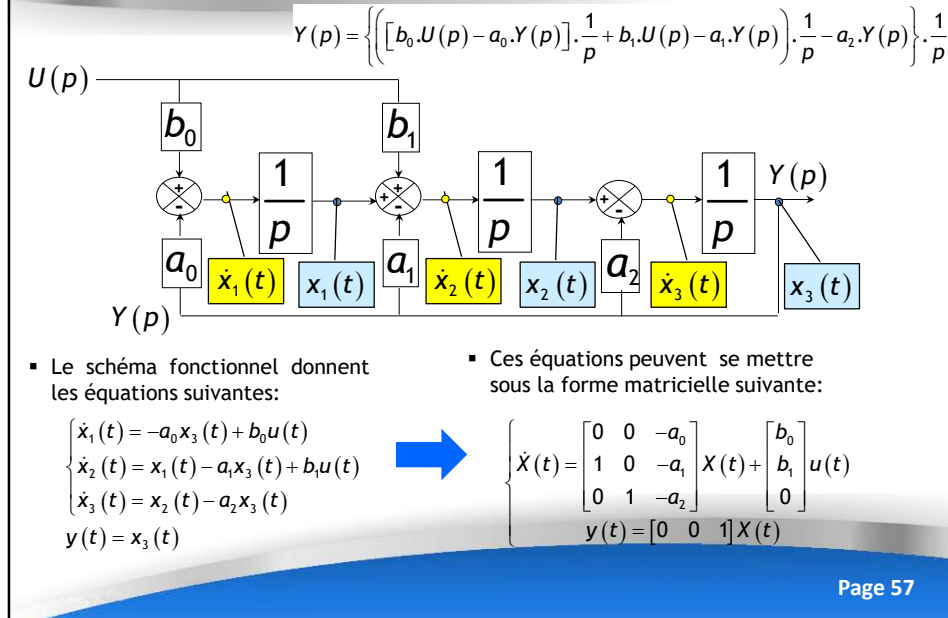 Y(p) = {([b₀.U(p) − a₀.Y(p)].1/p + b₁.U(p) − a₁.Y(p)).1/p − a₂.Y(p)}.1/p
U(p)
b₀ b₁
+ 1/p + + 1/p + 1/p Y(p)
- - -
a₀ ẋ₁(t) x₁(t) a₁ ẋ₂(t) x₂(t) a₂ ẋ₃(t) x₃(t)
Y(p)
▪ Le schéma fonctionnel donnent
les équations suivantes:
ẋ₁(t) = −a₀x₃(t) + b₀u(t)
ẋ₂(t) = x₁(t) − a₁x₃(t) + b₁u(t)
ẋ₃(t) = x₂(t) − a₂x₃(t)
y(t) = x₃(t)
▪ Ces équations peuvent se mettre
sous la forme matricielle suivante:
Ẋ(t) = [0 0 −a₀; 1 0 −a₁; 0 1 −a₂] X(t) + [b₀; b₁; 0] u(t)
y(t) = [0 0 1] X(t)
Page 57